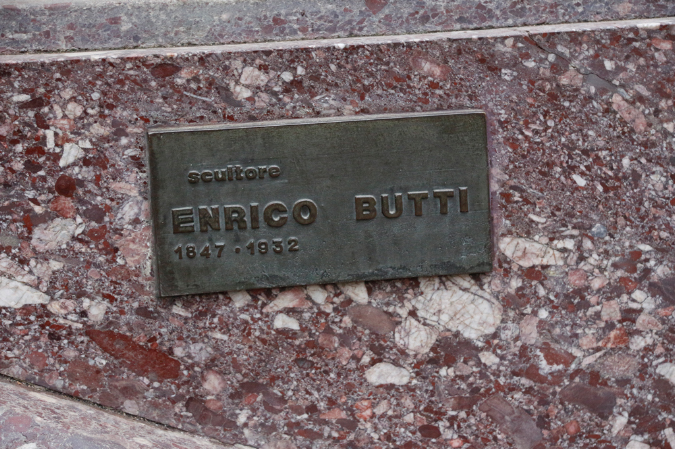 scultore
ENRICO BUTTI
1847 · 1932